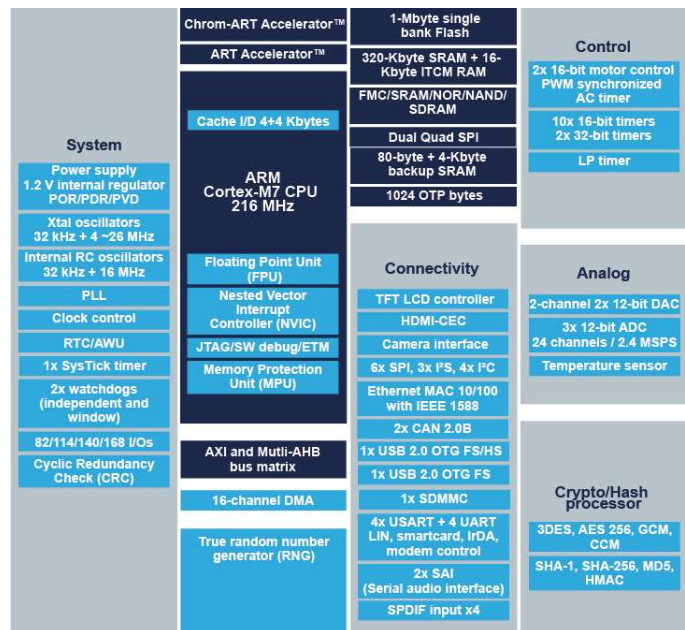 System
Power supply
1.2 V internal regulator
POR/PDR/PVD
Xtal oscillators
32 kHz + 4 ~26 MHz
Internal RC oscillators
32 kHz + 16 MHz
PLL
Clock control
RTC/AWU
1x SysTick timer
2x watchdogs
(independent and
window)
82/114/140/168 I/Os
Cyclic Redundancy
Check (CRC)
Chrom-ART Accelerator™
ART Accelerator™
Cache I/D 4+4 Kbytes
ARM
Cortex-M7 CPU
216 MHz
Floating Point Unit
(FPU)
Nested Vector
Interrupt
Controller (NVIC)
JTAG/SW debug/ETM
Memory Protection
Unit (MPU)
AXI and Mutli-AHB
bus matrix
16-channel DMA
True random number
generator (RNG)
1-Mbyte single
bank Flash
320-Kbyte SRAM + 16-
Kbyte ITCM RAM
FMC/SRAM/NOR/NAND/
SDRAM
Dual Quad SPI
80-byte + 4-Kbyte
backup SRAM
1024 OTP bytes
Connectivity
TFT LCD controller
HDMI-CEC
Camera interface
6x SPI, 3x I²S, 4x I²C
Ethernet MAC 10/100
with IEEE 1588
2x CAN 2.0B
1x USB 2.0 OTG FS/HS
1x USB 2.0 OTG FS
1x SDMMC
4x USART + 4 UART
LIN, smartcard, IrDA,
modem control
2x SAI
(Serial audio interface)
SPDIF input x4
Control
2x 16-bit motor control
PWM synchronized
AC timer
10x 16-bit timers
2x 32-bit timers
LP timer
Analog
2-channel 2x 12-bit DAC
3x 12-bit ADC
24 channels / 2.4 MSPS
Temperature sensor
Crypto/Hash
processor
3DES, AES 256, GCM,
CCM
SHA-1, SHA-256, MD5,
HMAC